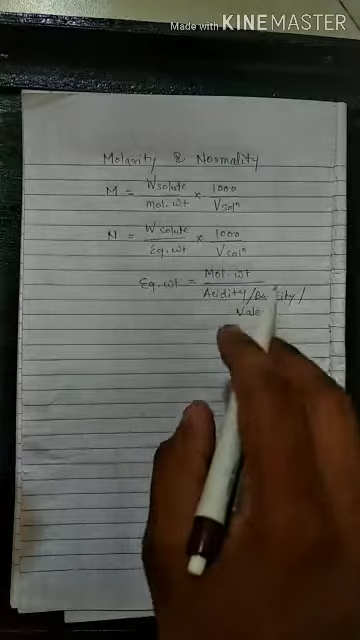 Made with KINEMASTER
Molarity & Normality
M = Wsolute / mol. wt × 1000 / Vsoln
N = Wsolute / Eq. wt × 1000 / Vsoln
Eq. wt = Mol. wt / Acidity /